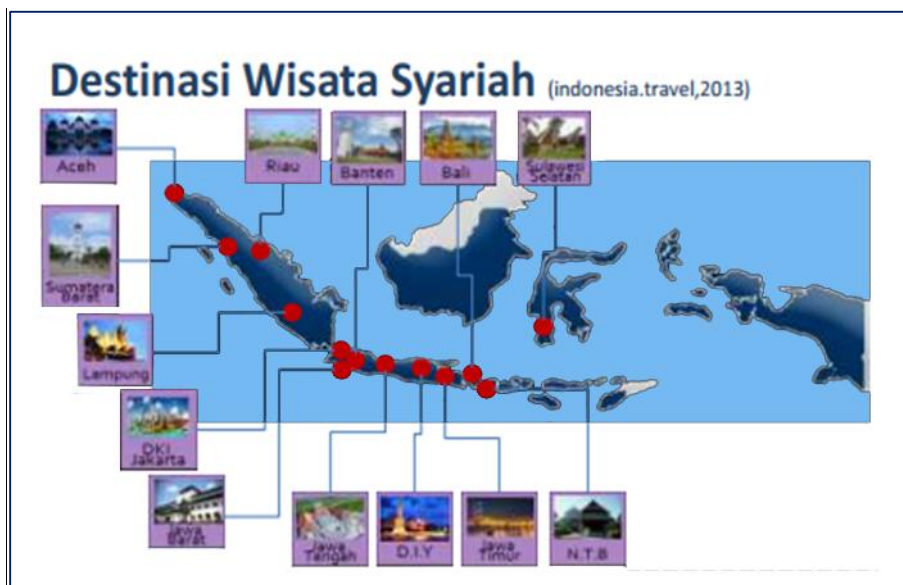 Destinasi Wisata Syariah (indonesia.travel,2013)
Aceh
Riau
Banten
Bali
Sulawesi
Selatan
Sumatera
Barat
Lampung
DKI
Jakarta
Jawa
Barat
Jawa
Tengah
D.I.Y
Jawa
Timur
N.T.B